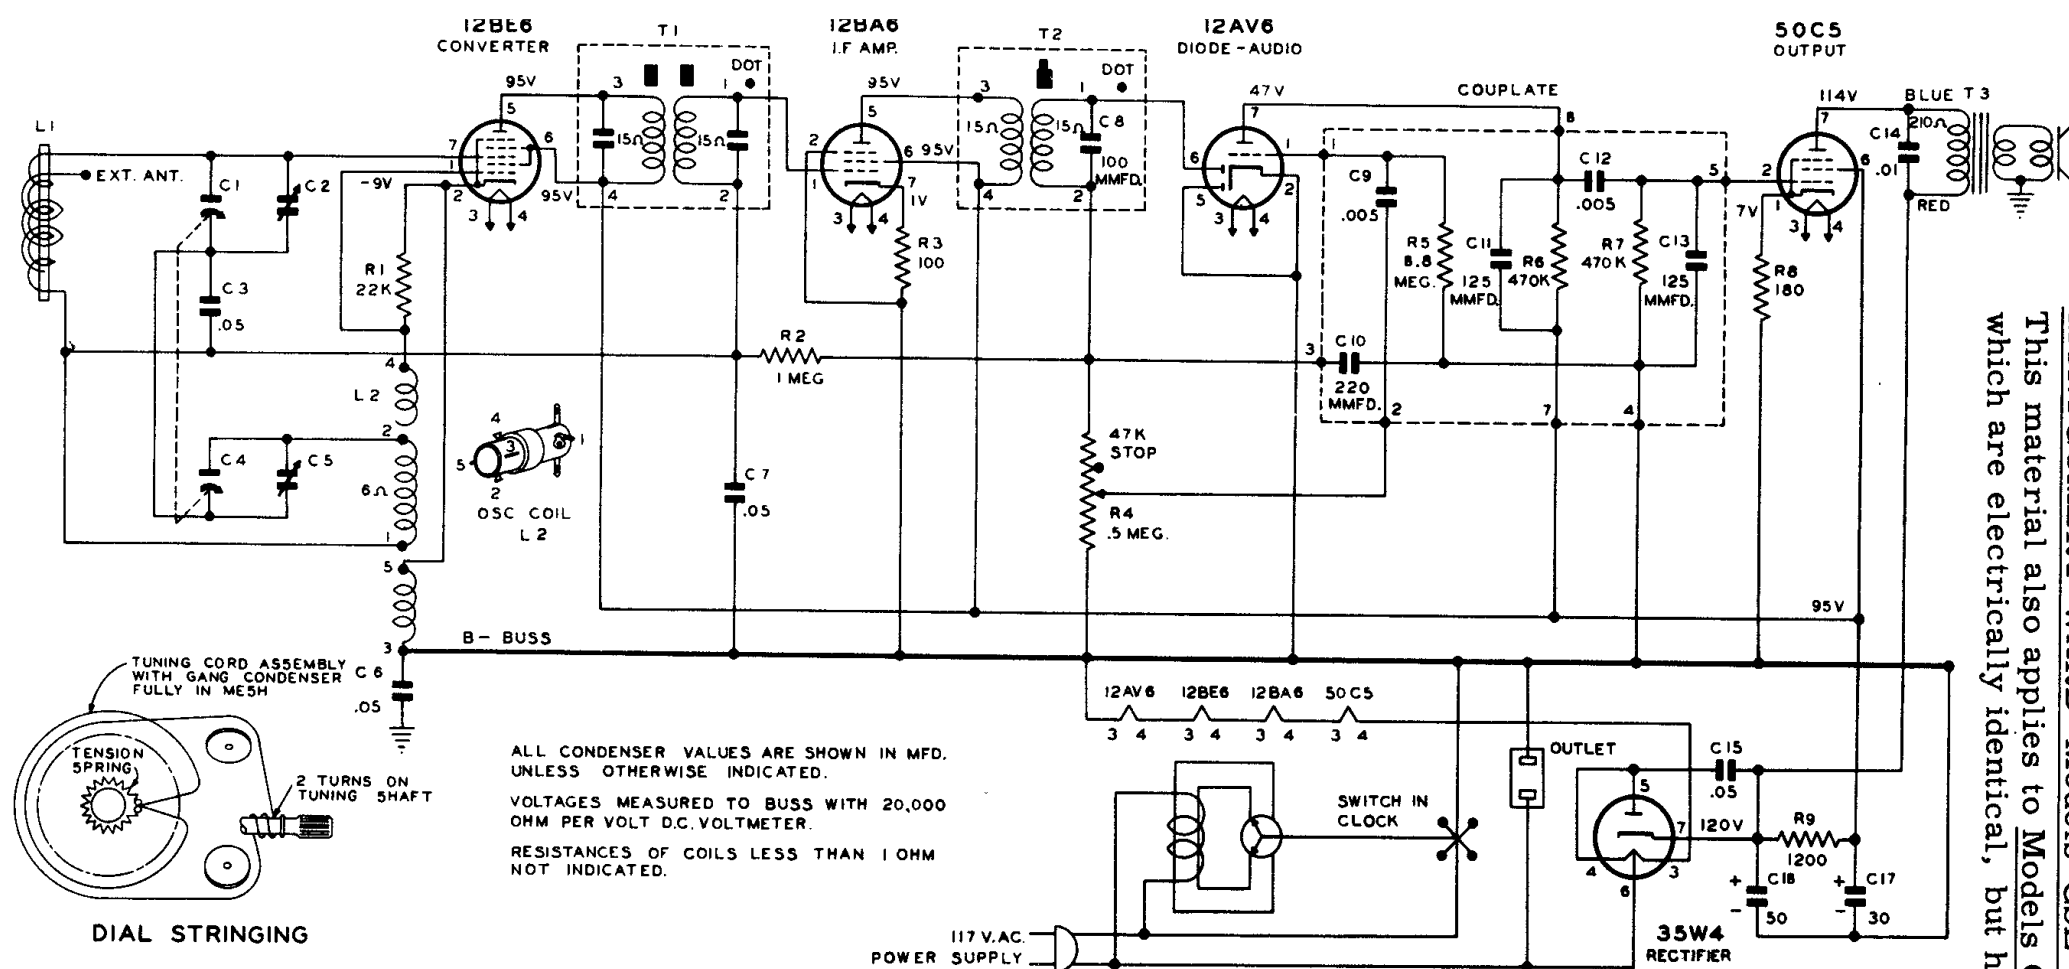 12BE6
CONVERTER
T1
DOT
12BA6
I.F AMP.
T2
DOT
12AV6
DIODE-AUDIO
COUPLATE
50C5
OUTPUT
BLUE T3
RED
L1
EXT. ANT.
C1
C2
C3
.05
-9V
R1
22K
95V
95V
15Ω
15Ω
95V
95V
1V
R3
100
15Ω
15Ω
C8
100
MMFD.
47V
C9
.005
R5
8.8
MEG.
C11
125
MMFD.
R6
470K
C12
.005
R7
470K
C13
125
MMFD.
114V
7V
R8
180
C14
.01
210Ω
R2
1 MEG
C10
220
MMFD.
L2
C4
C5
6Ω
OSC COIL
L2
C7
.05
47K
STOP
R4
.5 MEG.
95V
B- BUSS
C6
.05
TUNING CORD ASSEMBLY
WITH GANG CONDENSER
FULLY IN MESH
TENSION
SPRING
2 TURNS ON
TUNING SHAFT
DIAL STRINGING
ALL CONDENSER VALUES ARE SHOWN IN MFD.
UNLESS OTHERWISE INDICATED.
VOLTAGES MEASURED TO BUSS WITH 20,000
OHM PER VOLT D.C. VOLTMETER.
RESISTANCES OF COILS LESS THAN 1 OHM
NOT INDICATED.
12AV6 12BE6 12BA6 50C5
3 4 3 4 3 4 3 4
OUTLET
SWITCH IN
CLOCK
C15
.05
120V
R9
1200
C18
50
C17
30
35W4
RECTIFIER
117 V.AC.
POWER SUPPLY
This material also applies to Models
which are electrically identical, but h